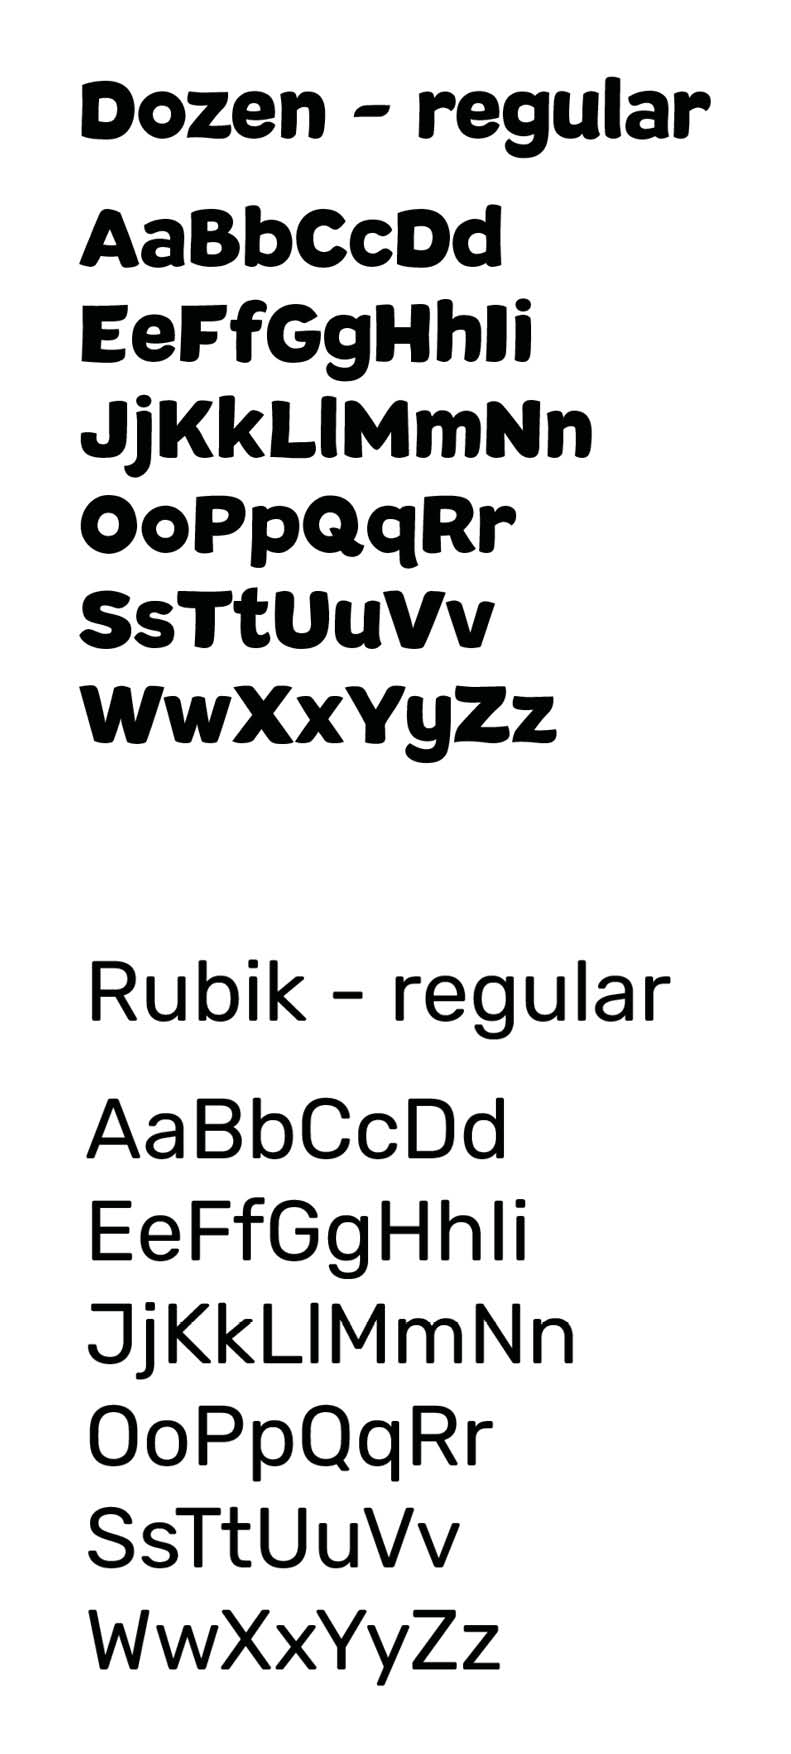 Dozen - regular
AaBbCcDd
EeFfGgHhIi
JjKkLlMmNn
OoPpQqRr
SsTtUuVv
WwXxYyZz
Rubik - regular
AaBbCcDd
EeFfGgHhIi
JjKkLlMmNn
OoPpQqRr
SsTtUuVv
WwXxYyZz